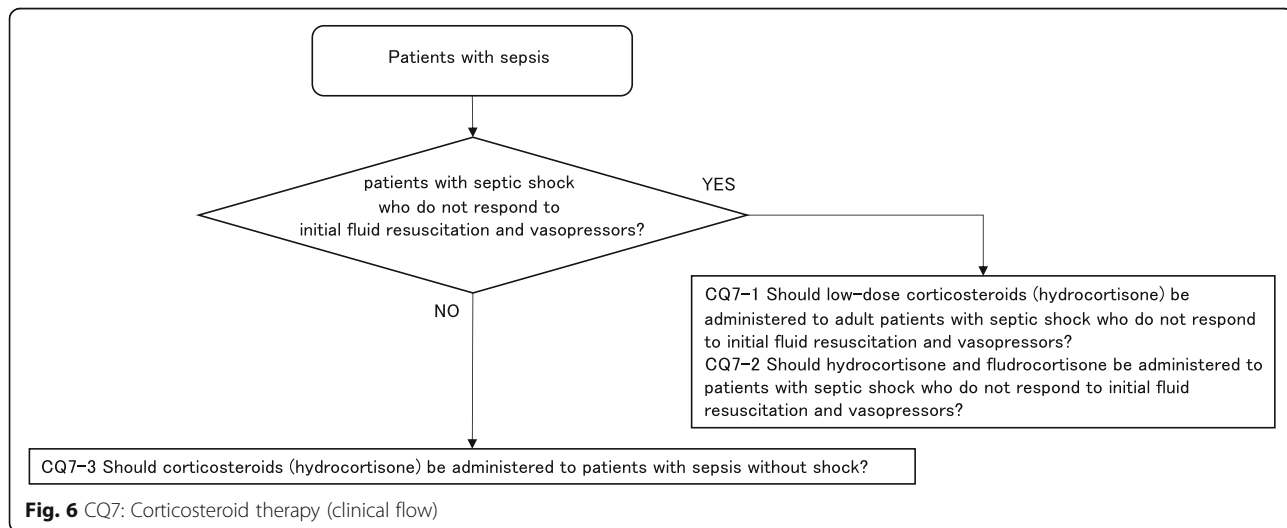 Patients with sepsis
patients with septic shock
who do not respond to
initial fluid resuscitation and vasopressors?
YES
NO
CQ7-1 Should low-dose corticosteroids (hydrocortisone) be
administered to adult patients with septic shock who do not respond
to initial fluid resuscitation and vasopressors?
CQ7-2 Should hydrocortisone and fludrocortisone be administered to
patients with septic shock who do not respond to initial fluid
resuscitation and vasopressors?
CQ7-3 Should corticosteroids (hydrocortisone) be administered to patients with sepsis without shock?
Fig. 6 CQ7: Corticosteroid therapy (clinical flow)